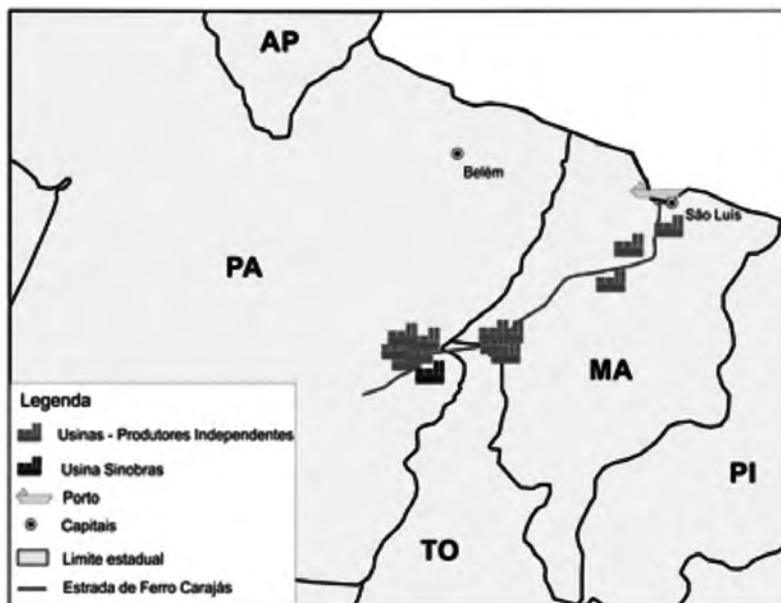 AP
Belém
São Luis
PA
MA
PI
TO
Legenda
Usinas - Produtores Independentes
Usina Sinobras
Porto
Capitais
Limite estadual
Estrada de Ferro Carajás